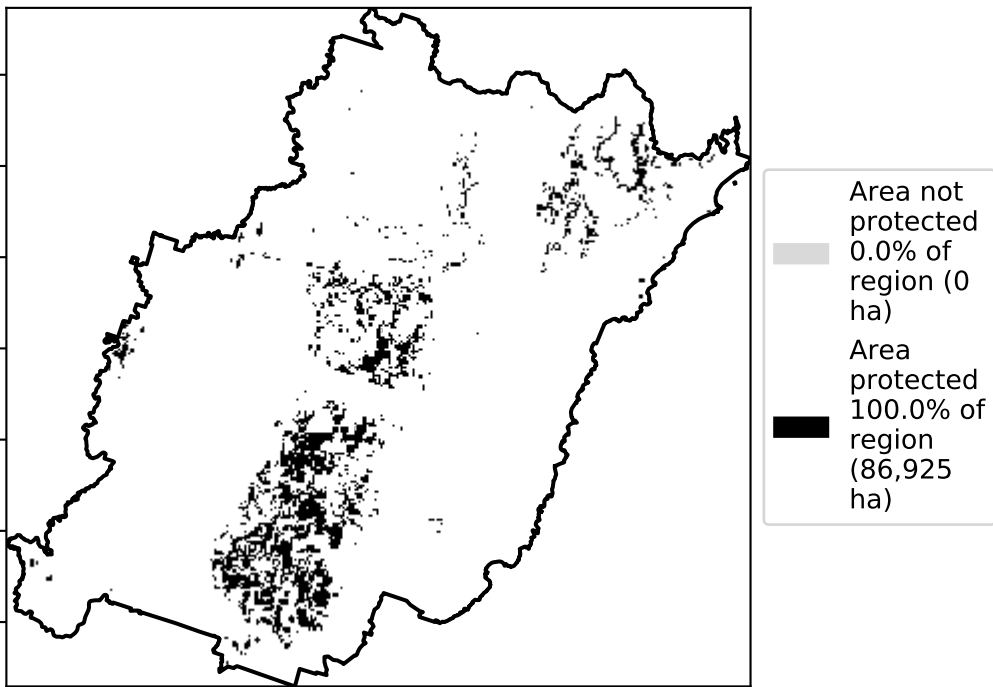 Area not
protected
0.0% of
region (0
ha)
Area
protected
100.0% of
region
(86,925
ha)